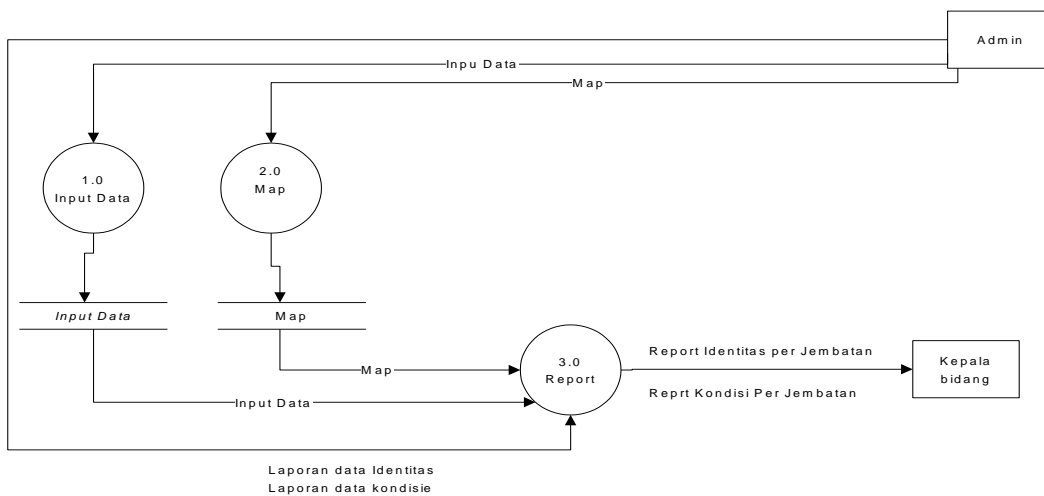 Admin
Inpu Data
Map
1.0
Input Data
2.0
Map
Input Data
Map
Map
Input Data
3.0
Report
Report Identitas per Jembatan
Reprt Kondisi Per Jembatan
Kepala
bidang
Laporan data Identitas
Laporan data kondisie